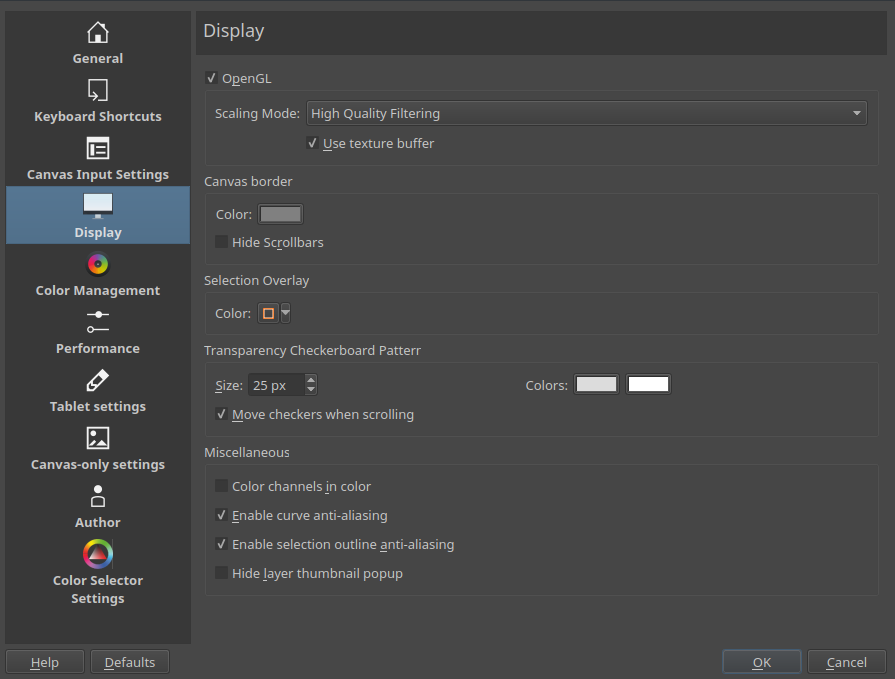 General
Keyboard Shortcuts
Canvas Input Settings
Display
Color Management
Performance
Tablet settings
Canvas-only settings
Author
Color Selector
Settings
Display
OpenGL
Scaling Mode: High Quality Filtering
Use texture buffer
Canvas border
Color:
Hide Scrollbars
Selection Overlay
Color:
Transparency Checkerboard Patterr
Size: 25 px Colors:
Move checkers when scrolling
Miscellaneous
Color channels in color
Enable curve anti-aliasing
Enable selection outline anti-aliasing
Hide layer thumbnail popup
Help Defaults OK Cancel